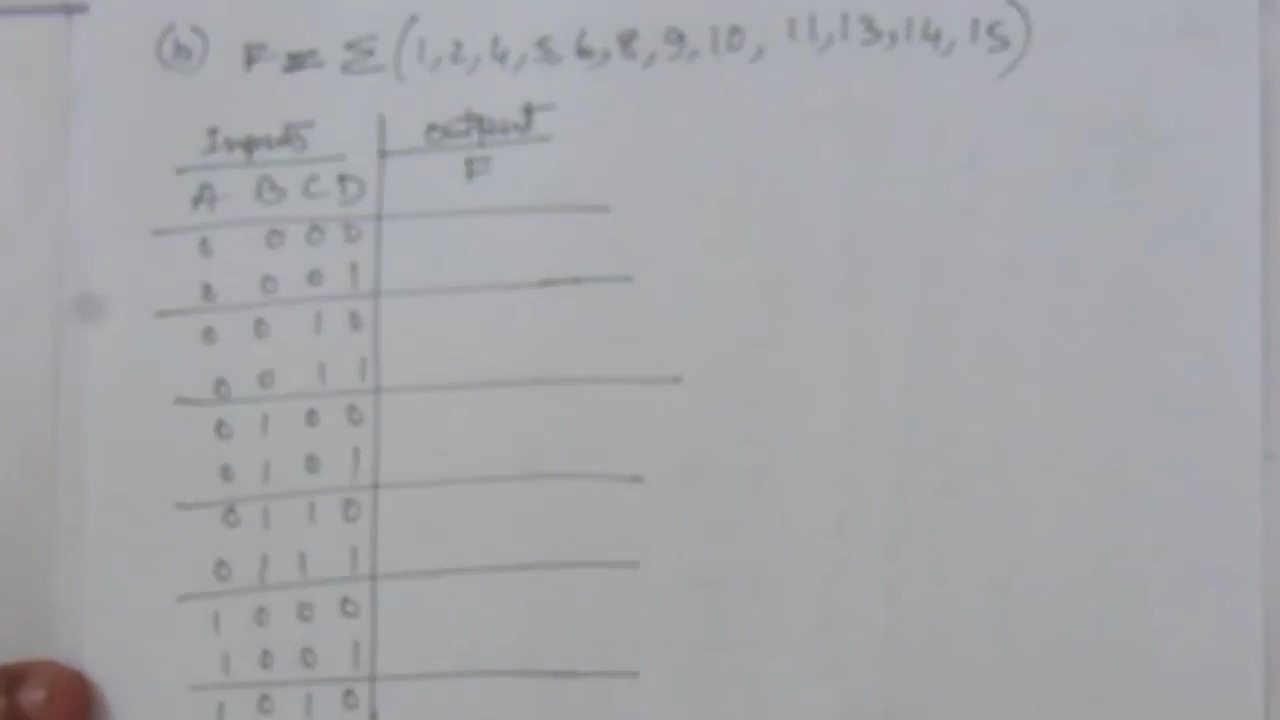 (b) F = Σ(1,2,4,5,6,8,9,10, 11,13,14,15)
Inputs output
A B C D F
0 0 0 0
0 0 0 1
0 0 1 0
0 0 1 1
0 1 0 0
0 1 0 1
0 1 1 0
0 1 1 1
1 0 0 0
1 0 0 1
1 0 1 0